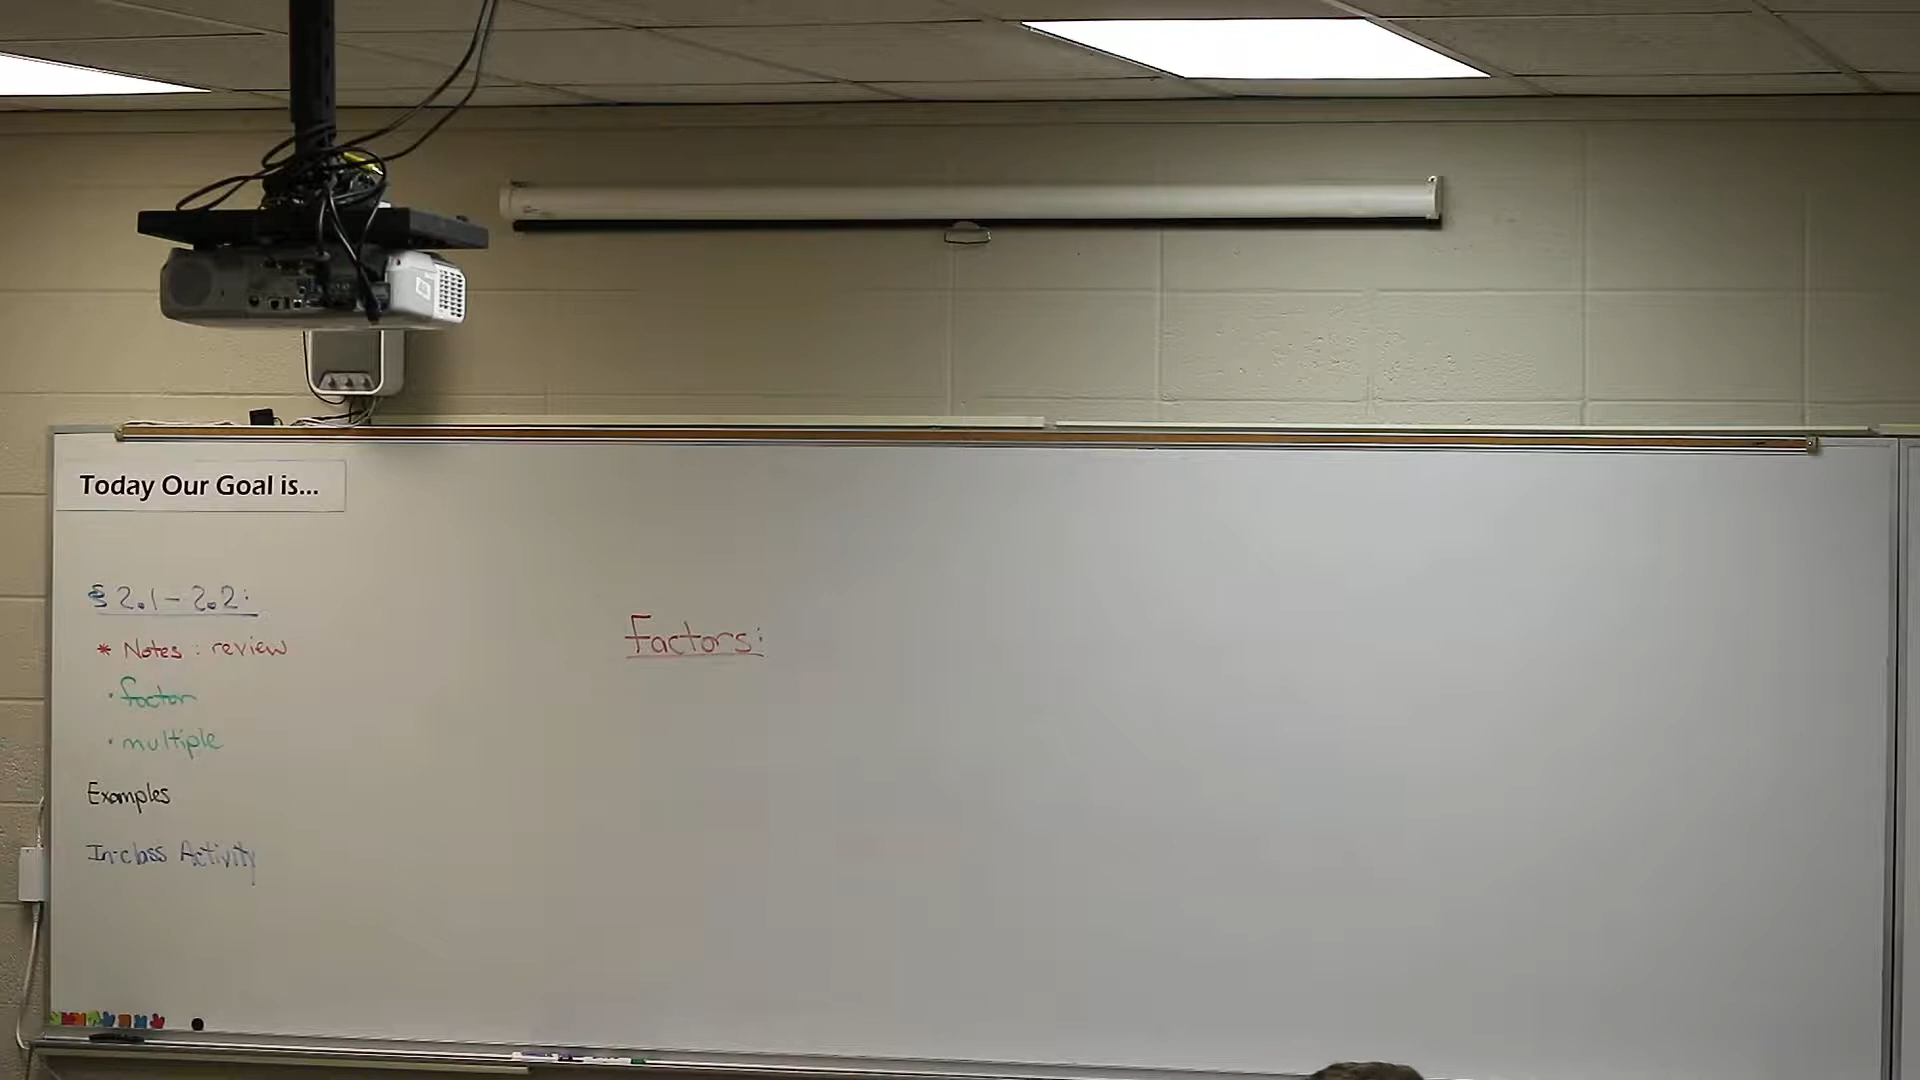 Today Our Goal is...
§ 2.1 - 2.2:
* Notes: review
· factor
· multiple
Examples
In-class Activity
Factors: